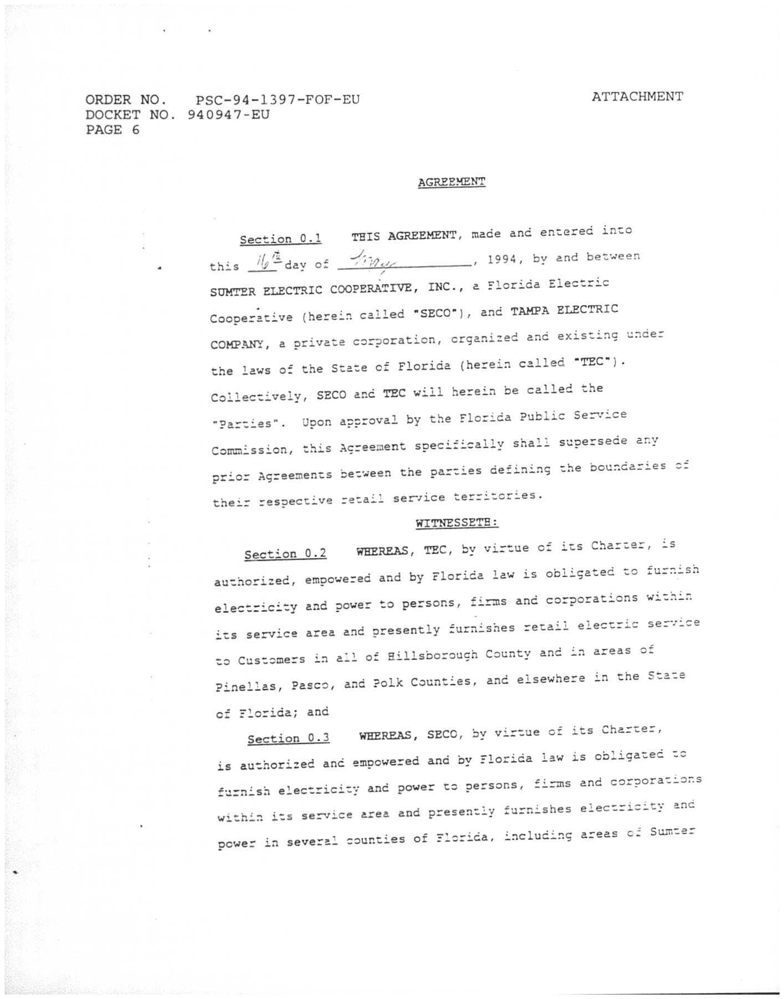 ORDER NO. PSC-94-1397-FOF-EU
ATTACHMENT
DOCKET NO. 940947-EU
PAGE 6
AGREEMENT
Section 0.1 THIS AGREEMENT, made and entered into
this 16th day of May, 1994, by and between
SUMTER ELECTRIC COOPERATIVE, INC., a Florida Electric
Cooperative (herein called "SECO"), and TAMPA ELECTRIC
COMPANY, a private corporation, organized and existing under
the laws of the State of Florida (herein called "TEC").
Collectively, SECO and TEC will herein be called the
"Parties". Upon approval by the Florida Public Service
Commission, this Agreement specifically shall supersede any
prior Agreements between the parties defining the boundaries of
their respective retail service territories.
WITNESSETH:
Section 0.2 WHEREAS, TEC, by virtue of its Charter, is
authorized, empowered and by Florida law is obligated to furnish
electricity and power to persons, firms and corporations within
its service area and presently furnishes retail electric service
to Customers in all of Hillsborough County and in areas of
Pinellas, Pasco, and Polk Counties, and elsewhere in the State
of Florida; and
Section 0.3 WHEREAS, SECO, by virtue of its Charter,
is authorized and empowered and by Florida law is obligated to
furnish electricity and power to persons, firms and corporations
within its service area and presently furnishes electricity and
power in several counties of Florida, including areas of Sumter